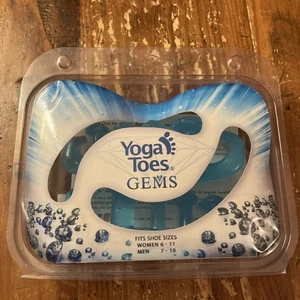 Yoga
Toes®
GEMS
FITS SHOE SIZES
WOMEN 6 - 11
MEN 7 - 10